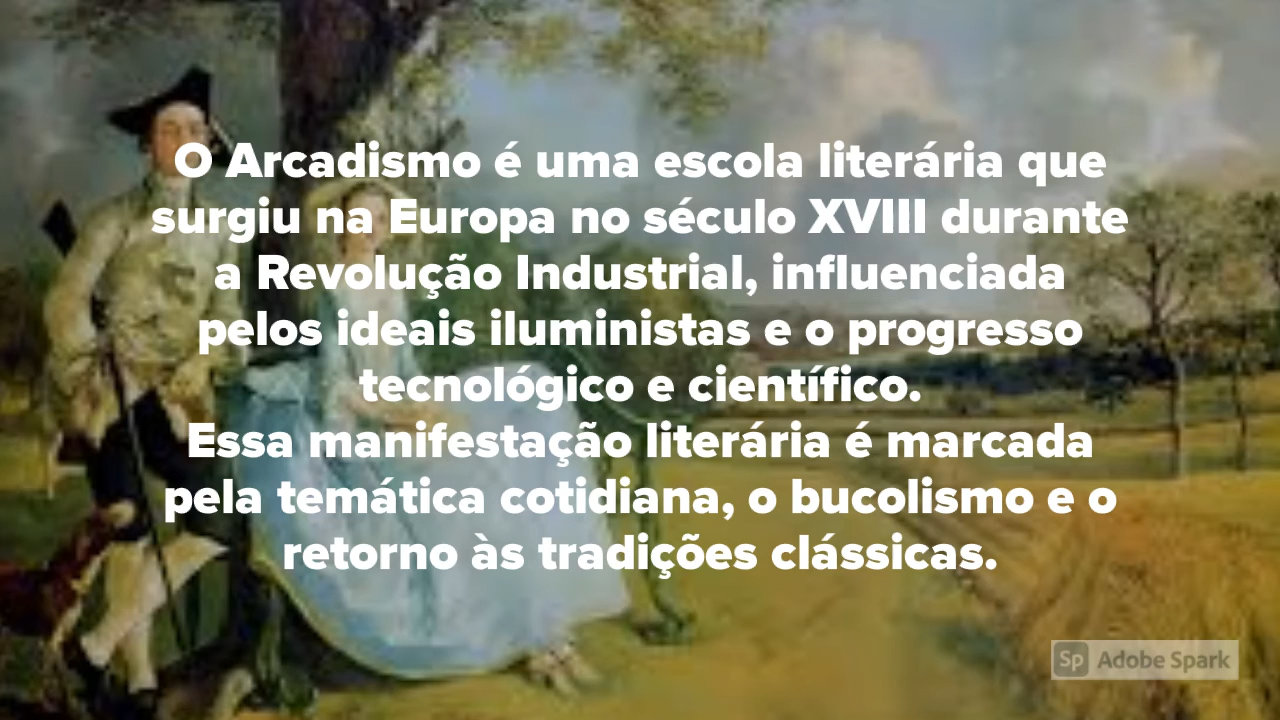 O Arcadismo é uma escola literária que
surgiu na Europa no século XVIII durante
a Revolução Industrial, influenciada
pelos ideais iluministas e o progresso
tecnológico e científico.
Essa manifestação literária é marcada
pela temática cotidiana, o bucolismo e o
retorno às tradições clássicas.
Sp Adobe Spark